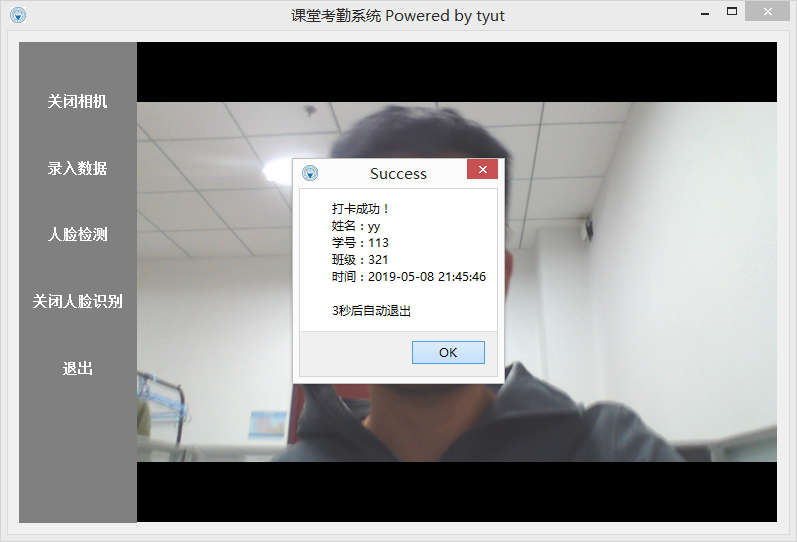 课堂考勤系统 Powered by tyut
关闭相机
录入数据
人脸检测
关闭人脸识别
退出
Success
打卡成功！
姓名：yy
学号：113
班级：321
时间：2019-05-08 21:45:46
3秒后自动退出
OK